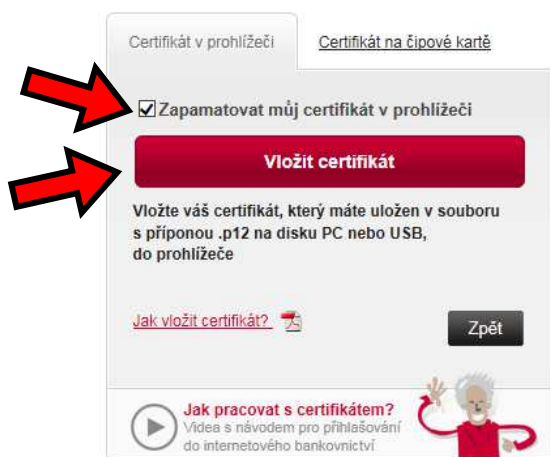 Certifikát v prohlížeči
Certifikát na čipové kartě
Zapamatovat můj certifikát v prohlížeči
Vložit certifikát
Vložte váš certifikát, který máte uložen v souboru
s příponou .p12 na disku PC nebo USB,
do prohlížeče
Jak vložit certifikát?
Zpět
Jak pracovat s certifikátem?
Videa s návodem pro přihlašování
do internetového bankovnictví